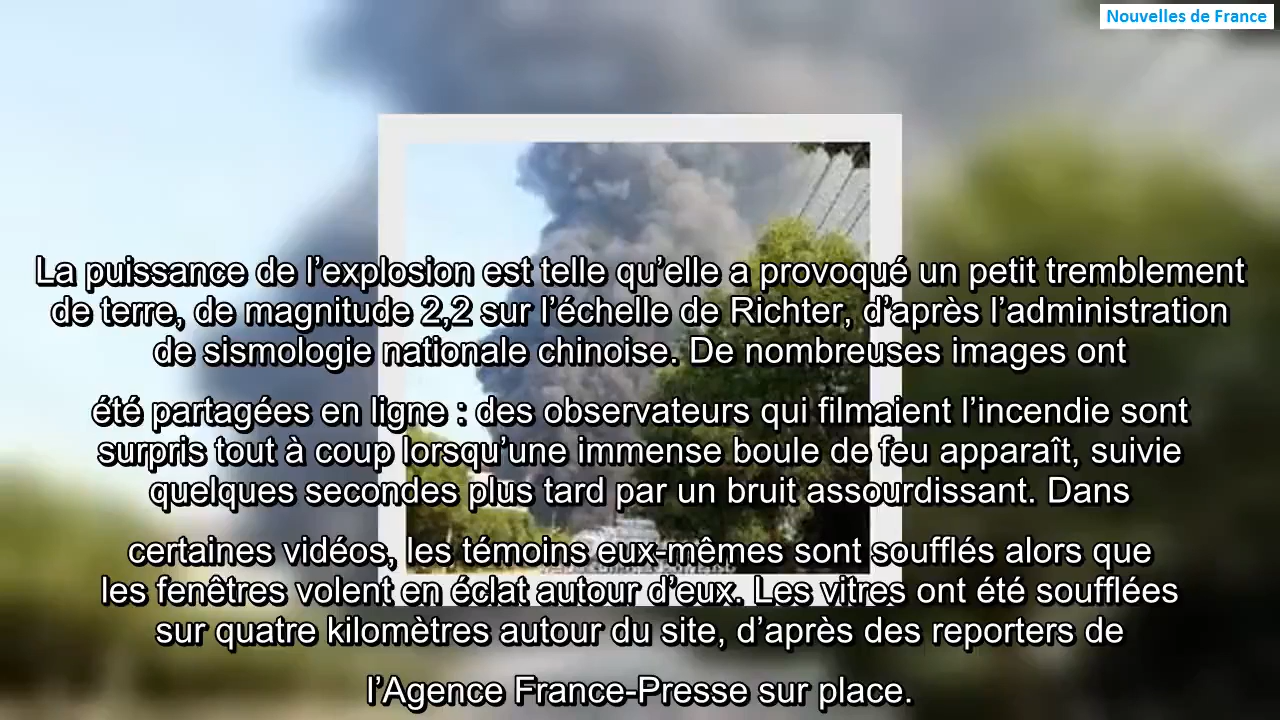 Nouvelles de France
La puissance de l’explosion est telle qu’elle a provoqué un petit tremblement
de terre, de magnitude 2,2 sur l’échelle de Richter, d’après l’administration
de sismologie nationale chinoise. De nombreuses images ont
été partagées en ligne : des observateurs qui filmaient l’incendie sont
surpris tout à coup lorsqu’une immense boule de feu apparaît, suivie
quelques secondes plus tard par un bruit assourdissant. Dans
certaines vidéos, les témoins eux-mêmes sont soufflés alors que
les fenêtres volent en éclat autour d’eux. Les vitres ont été soufflées
sur quatre kilomètres autour du site, d’après des reporters de
l’Agence France-Presse sur place.